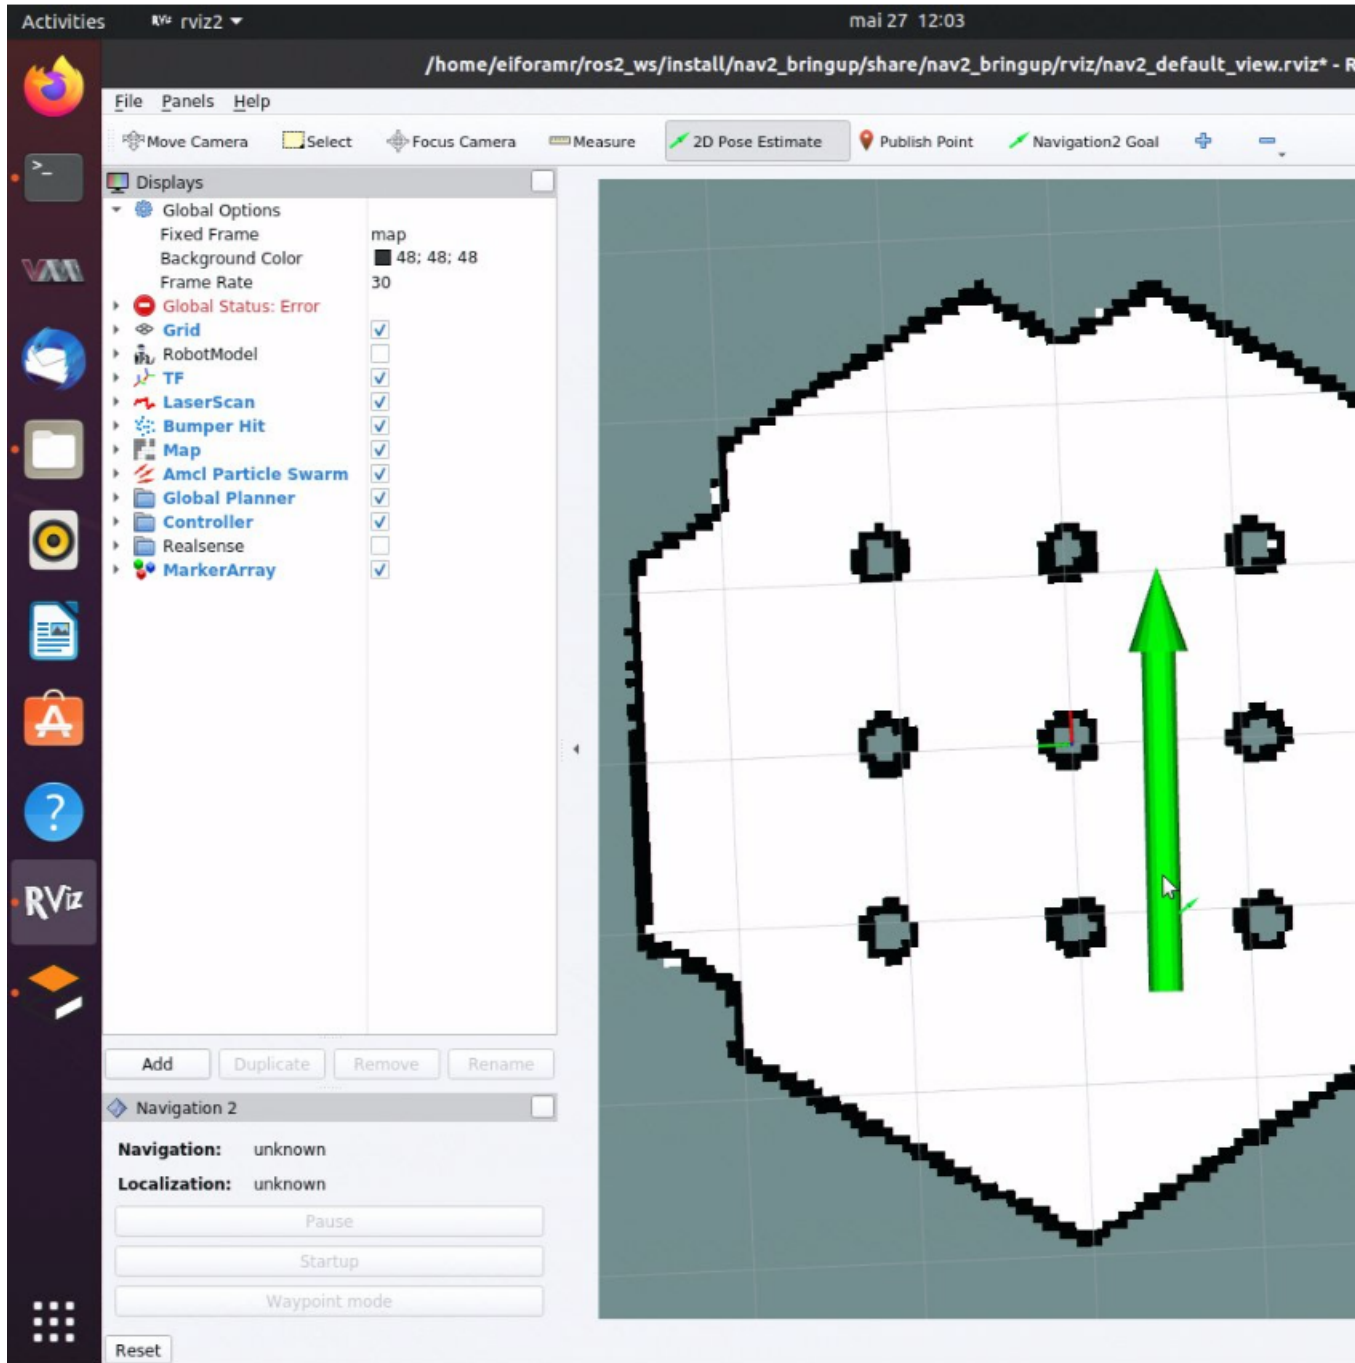 Activities RViz rviz2 mai 27 12:03
/home/eiforamr/ros2_ws/install/nav2_bringup/share/nav2_bringup/rviz/nav2_default_view.rviz* - R
File Panels Help
Move Camera Select Focus Camera Measure 2D Pose Estimate Publish Point Navigation2 Goal
Displays
Global Options
Fixed Frame map
Background Color 48; 48; 48
Frame Rate 30
Global Status: Error
Grid
RobotModel
TF
LaserScan
Bumper Hit
Map
Amcl Particle Swarm
Global Planner
Controller
Realsense
MarkerArray
RViz
Add Duplicate Remove Rename
Navigation 2
Navigation: unknown
Localization: unknown
Pause
Startup
Waypoint mode
Reset